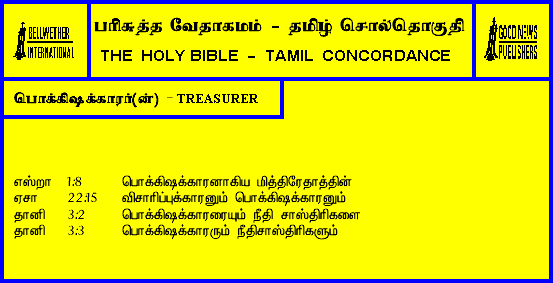 BELLWETHER INTERNATIONAL
பரிசுத்த வேதாகமம் - தமிழ் சொல்தொகுதி
THE HOLY BIBLE - TAMIL CONCORDANCE
GOOD NEWS PUBLISHERS
பொக்கிஷக்காரர்(ன்) - TREASURER
எஸ்றா 1:8 பொக்கிஷக்காரனாகிய மித்திரேதாத்தின்
ஏசா 22:15 விசாரிப்புக்காரனும் பொக்கிஷக்காரனும்
தானி 3:2 பொக்கிஷக்காரரையும் நீதி சாஸ்திரிகளை
தானி 3:3 பொக்கிஷக்காரரும் நீதிசாஸ்திரிகளும்